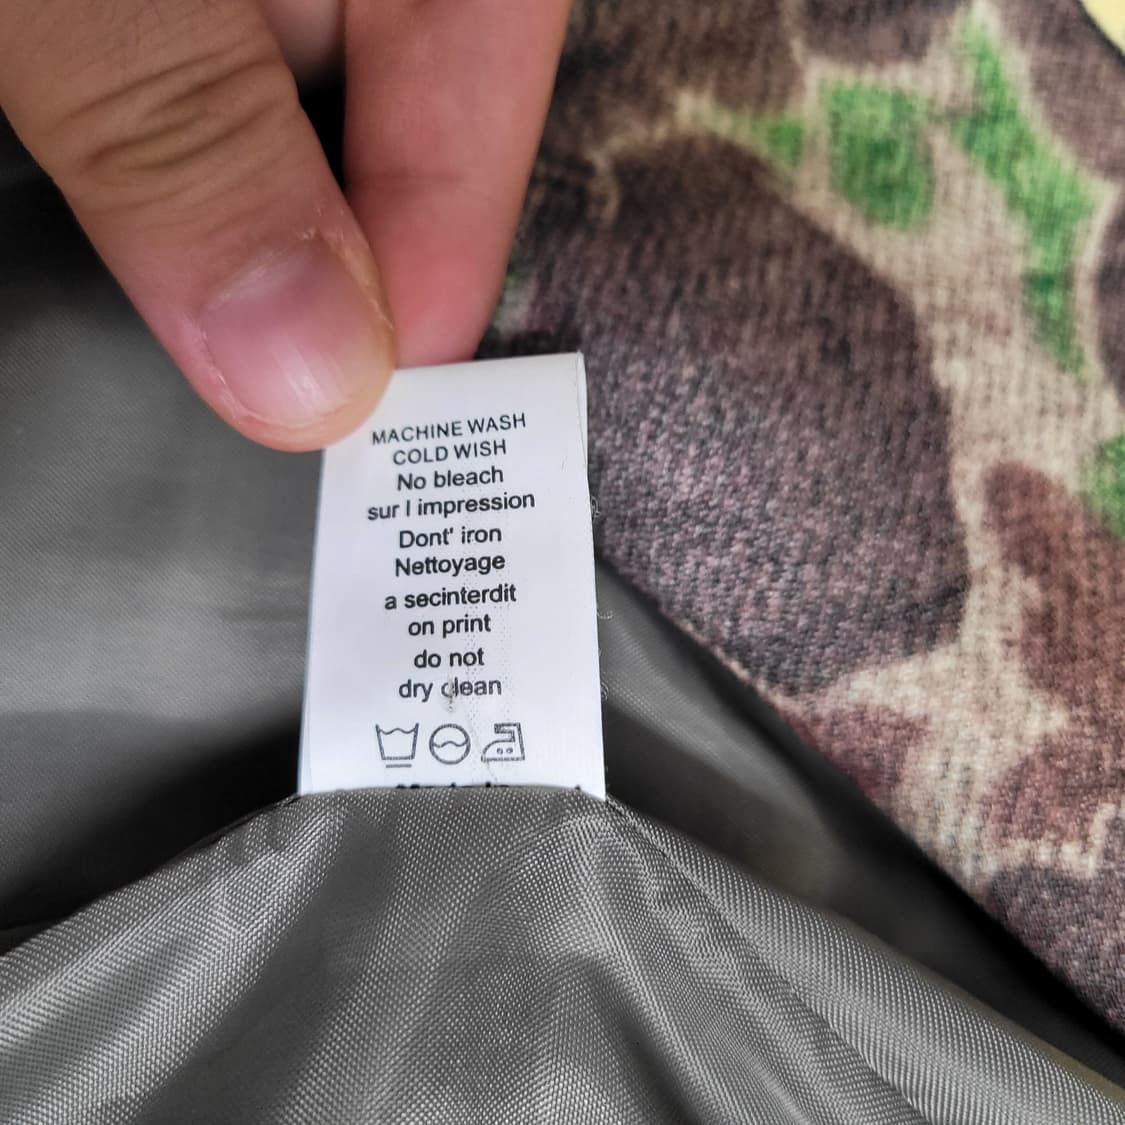 MACHINE WASH
COLD WISH
No bleach
sur l impression
Dont' iron
Nettoyage
a secinterdit
on print
do not
dry clean